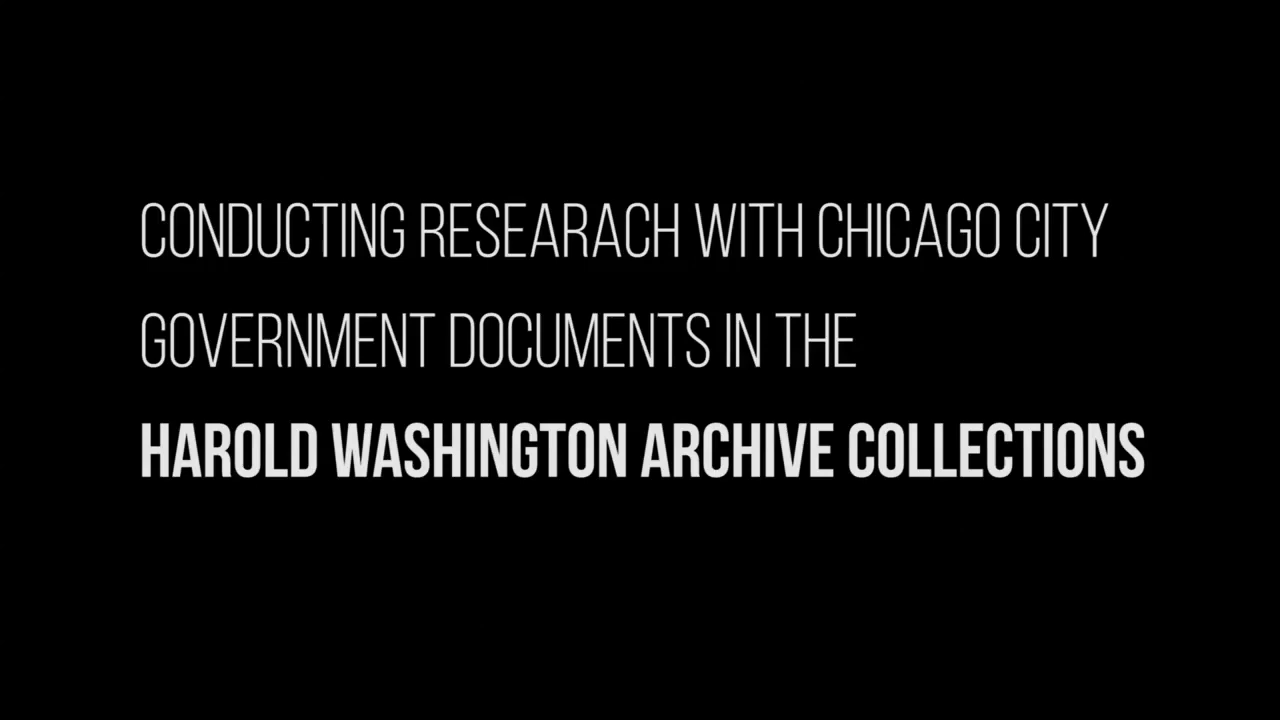 CONDUCTING RESEARACH WITH CHICAGO CITY
GOVERNMENT DOCUMENTS IN THE
HAROLD WASHINGTON ARCHIVE COLLECTIONS